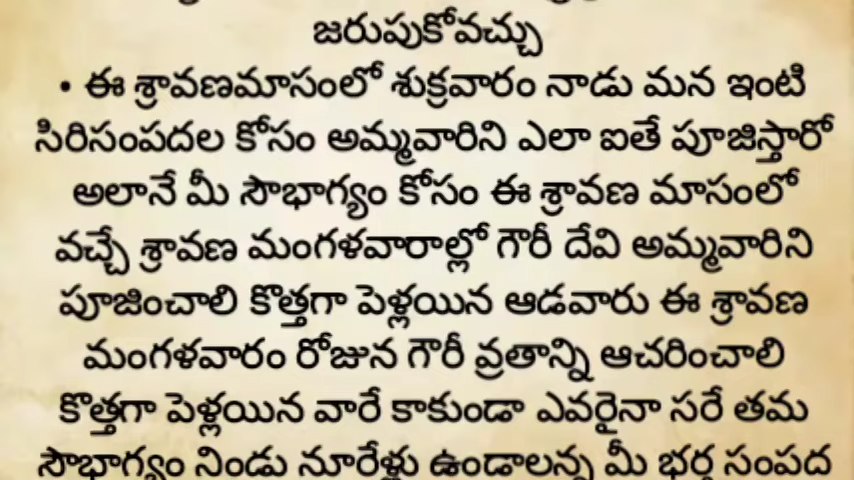 జరుపుకోవచ్చు
• ఈ శ్రావణమాసంలో శుక్రవారం నాడు మన ఇంటి
సిరిసంపదల కోసం అమ్మవారిని ఎలా ఐతే పూజిస్తారో
అలానే మీ సౌభాగ్యం కోసం ఈ శ్రావణ మాసంలో
వచ్చే శ్రావణ మంగళవారాల్లో గౌరీ దేవి అమ్మవారిని
పూజించాలి కొత్తగా పెళ్లయిన ఆడవారు ఈ శ్రావణ
మంగళవారం రోజున గౌరీ వ్రతాన్ని ఆచరించాలి
కొత్తగా పెళ్లయిన వారే కాకుండా ఎవరైనా సరే తమ
సౌభాగ్యం నిండు నూరేళ్లు ఉండాలన్న మీ భర్త సంపద